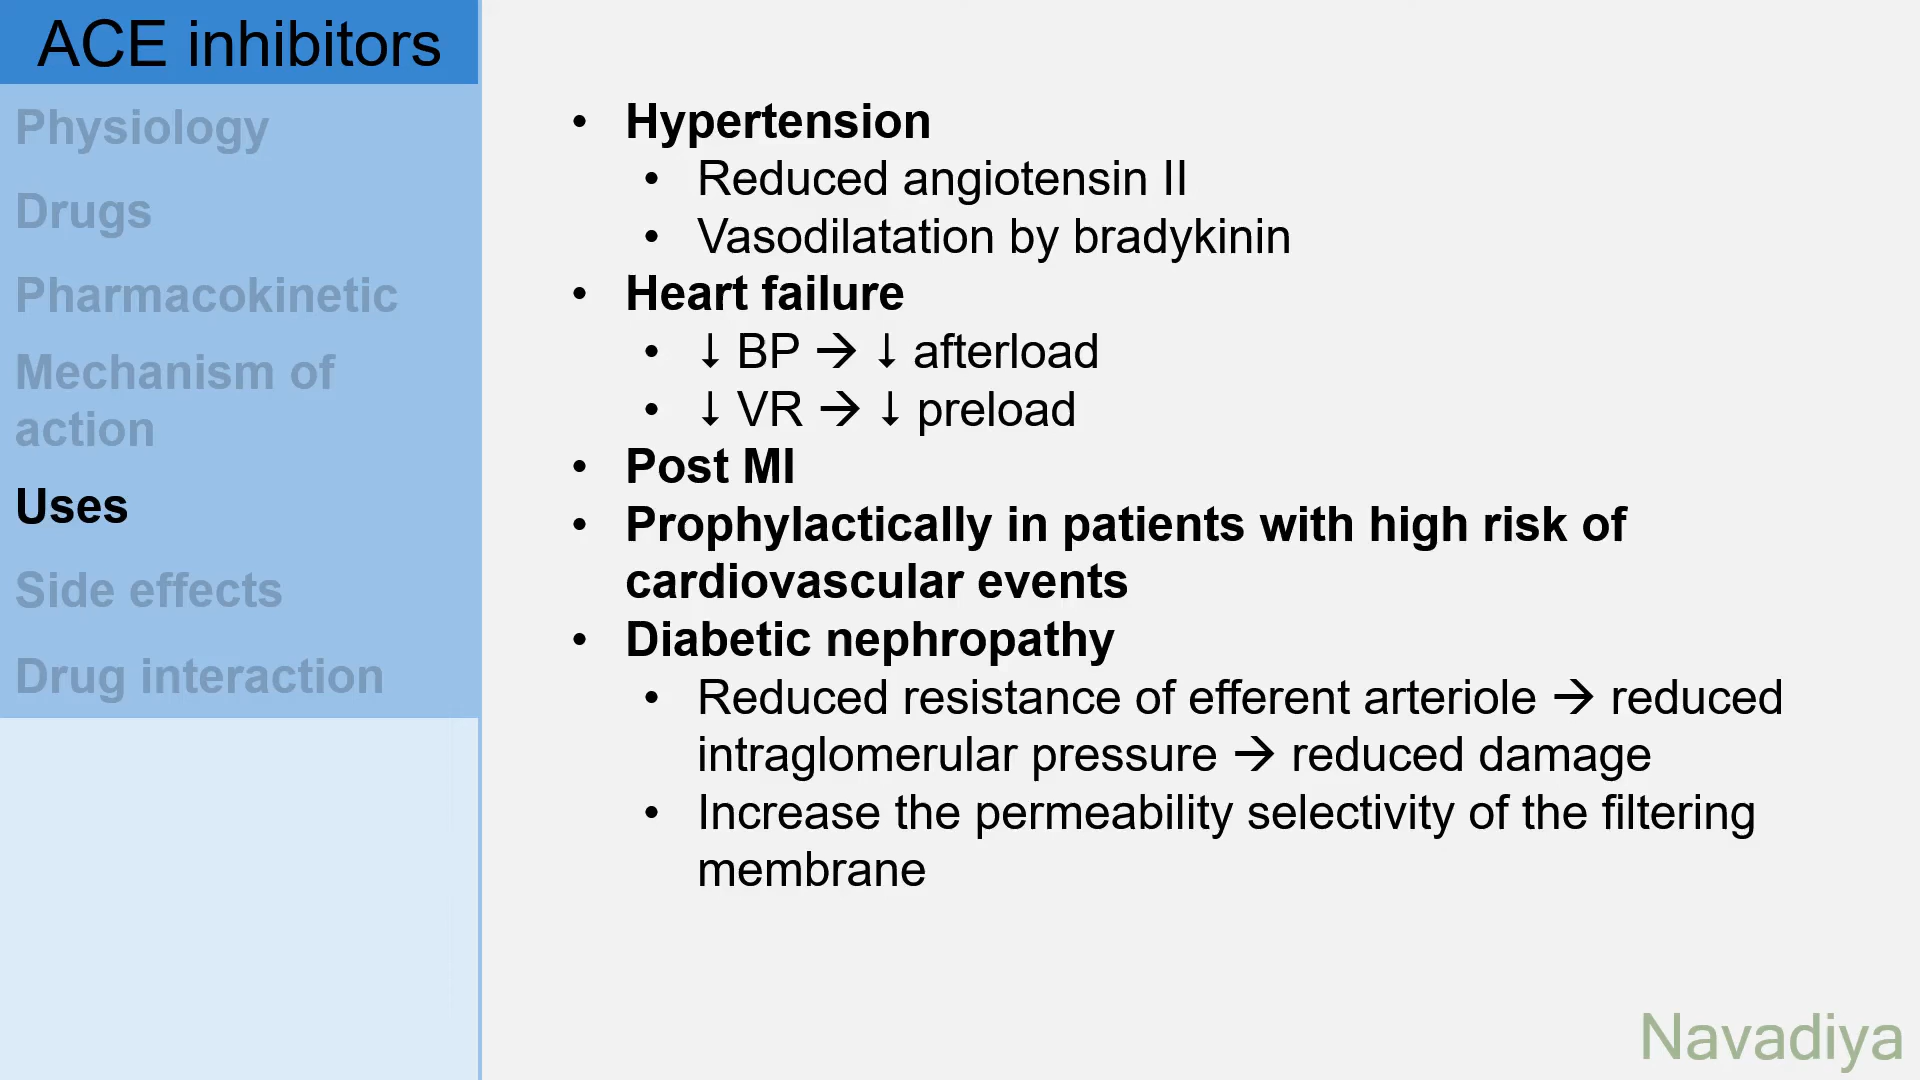 ACE inhibitors
Physiology
Drugs
Pharmacokinetic
Mechanism of
action
Uses
Side effects
Drug interaction
• Hypertension
• Reduced angiotensin II
• Vasodilatation by bradykinin
• Heart failure
• ↓ BP → ↓ afterload
• ↓ VR → ↓ preload
• Post MI
• Prophylactically in patients with high risk of
cardiovascular events
• Diabetic nephropathy
• Reduced resistance of efferent arteriole → reduced
intraglomerular pressure → reduced damage
• Increase the permeability selectivity of the filtering
membrane
Navadiya